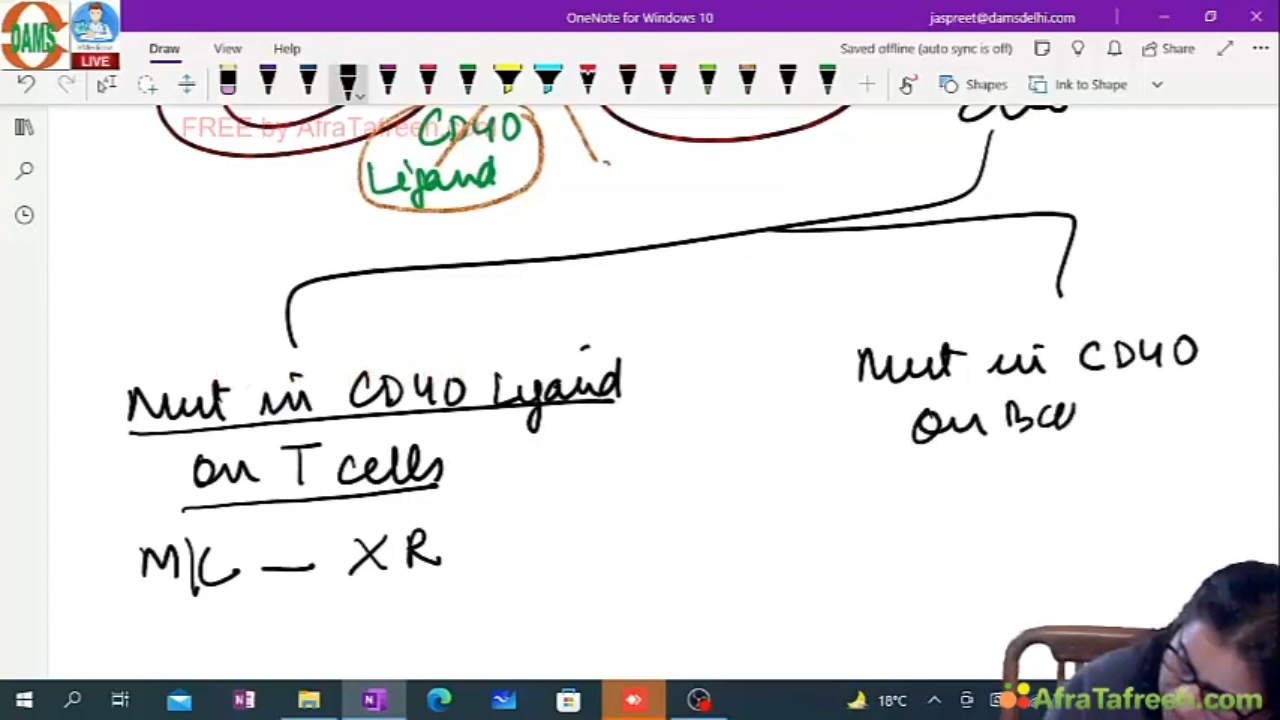 OneNote for Windows 10
jaspreet@damsdelhi.com
DAMS
eMedicoz
LIVE
Draw
View
Help
Saved offline (auto sync is off)
Share
Shapes
Ink to Shape
FREE by AfraTafreeh.com
CD40
Ligand
Mut in CD40 Ligand
on T cells
M/C — XR
Mut in CD40
on B
18°C
AfraTafreeh.com